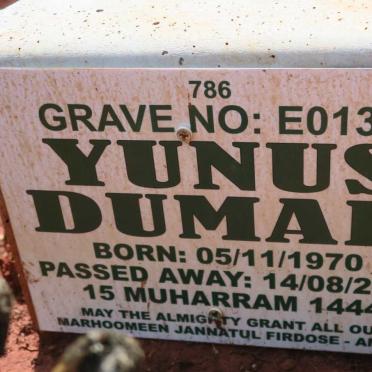 786
GRAVE NO: E013
YUNUS
DUMA
BORN: 05/11/1970
PASSED AWAY: 14/08/2
15 MUHARRAM 144
MAY THE ALMIGHTY GRANT ALL OU
MARHOOMEEN JANNATUL FIRDOSE - A